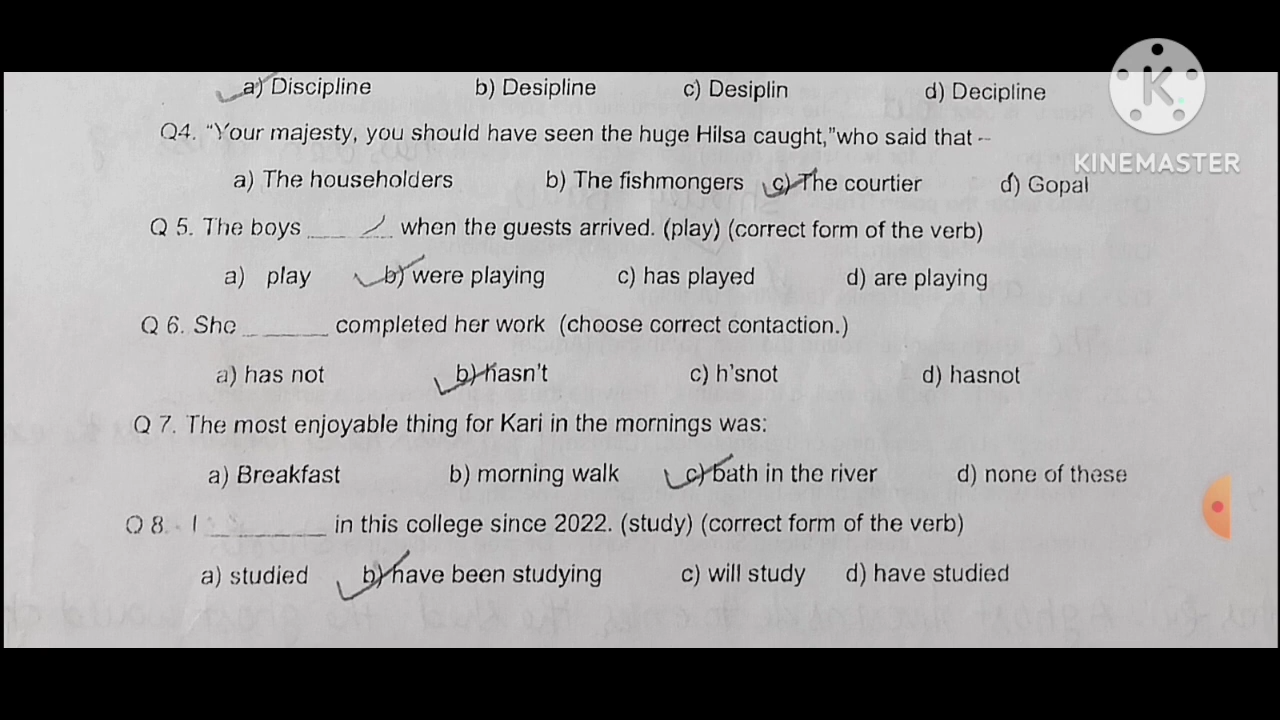 a) Discipline b) Desipline c) Desiplin d) Decipline
Q4. "Your majesty, you should have seen the huge Hilsa caught,"who said that --
a) The householders b) The fishmongers c) The courtier d) Gopal
KINEMASTER
Q 5. The boys ____ __ when the guests arrived. (play) (correct form of the verb)
a) play b) were playing c) has played d) are playing
Q 6. She _ _____ completed her work (choose correct contaction.)
a) has not b) hasn't c) h'snot d) hasnot
Q 7. The most enjoyable thing for Kari in the mornings was:
a) Breakfast b) morning walk c) bath in the river d) none of these
Q 8. I __ _____ in this college since 2022. (study) (correct form of the verb)
a) studied b) have been studying c) will study d) have studied